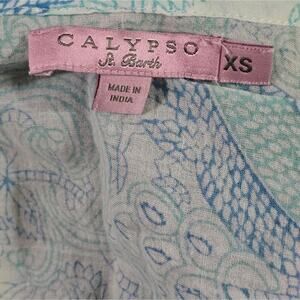 CALYPSO
St. Barth
XS
MADE IN
INDIA